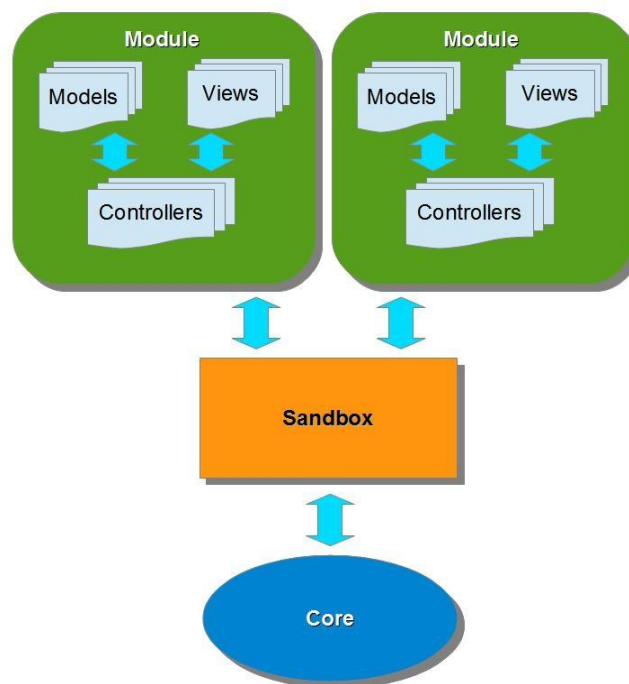 Module
Models
Views
Controllers
Module
Models
Views
Controllers
Sandbox
Core